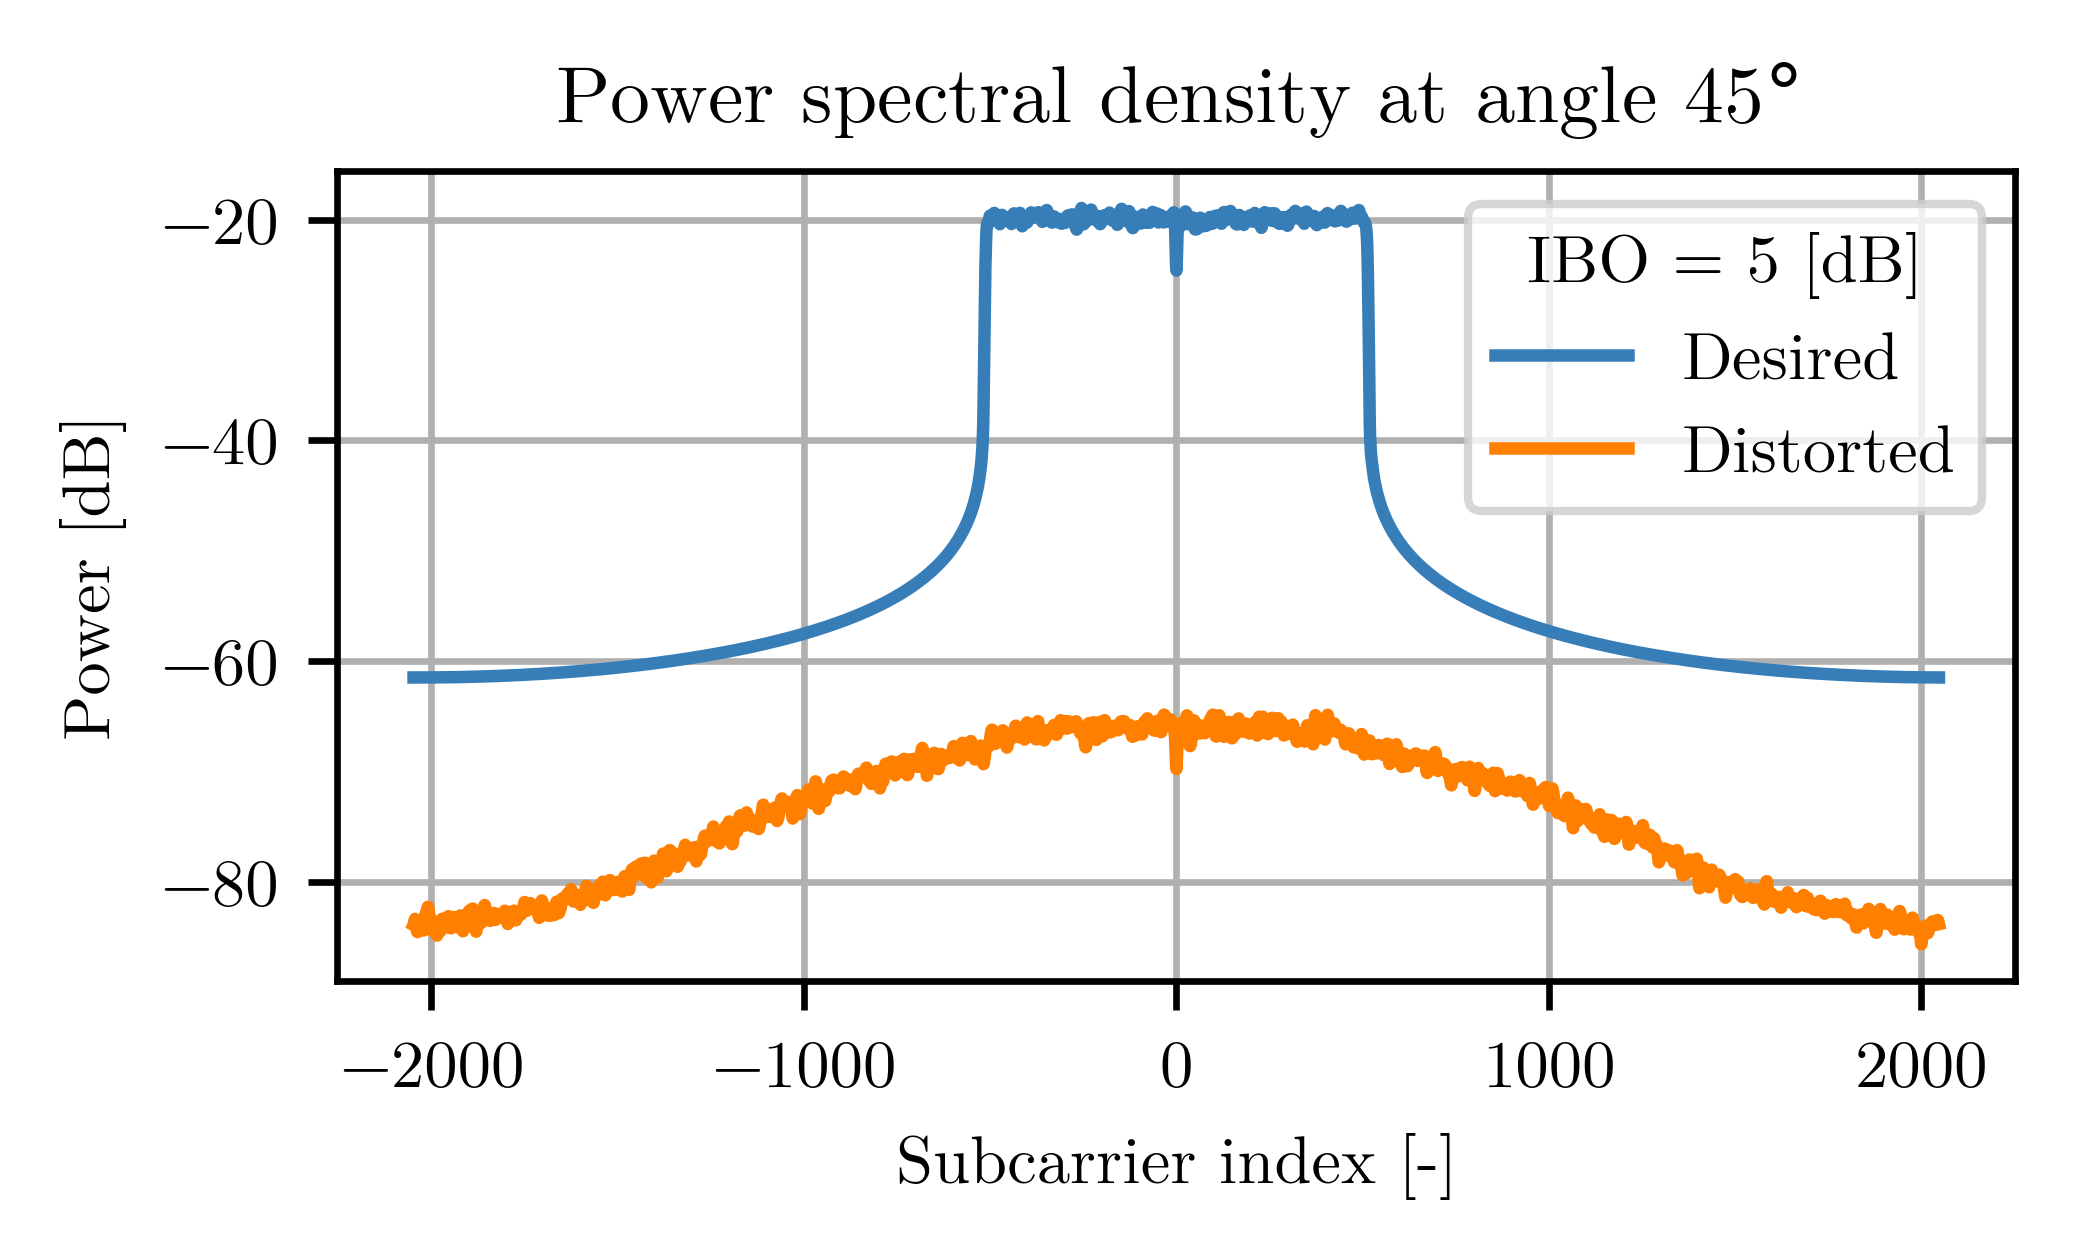 Power spectral density at angle 45°
Power [dB]
−20
−40
−60
−80
IBO = 5 [dB]
Desired
Distorted
−2000 −1000 0 1000 2000
Subcarrier index [-]